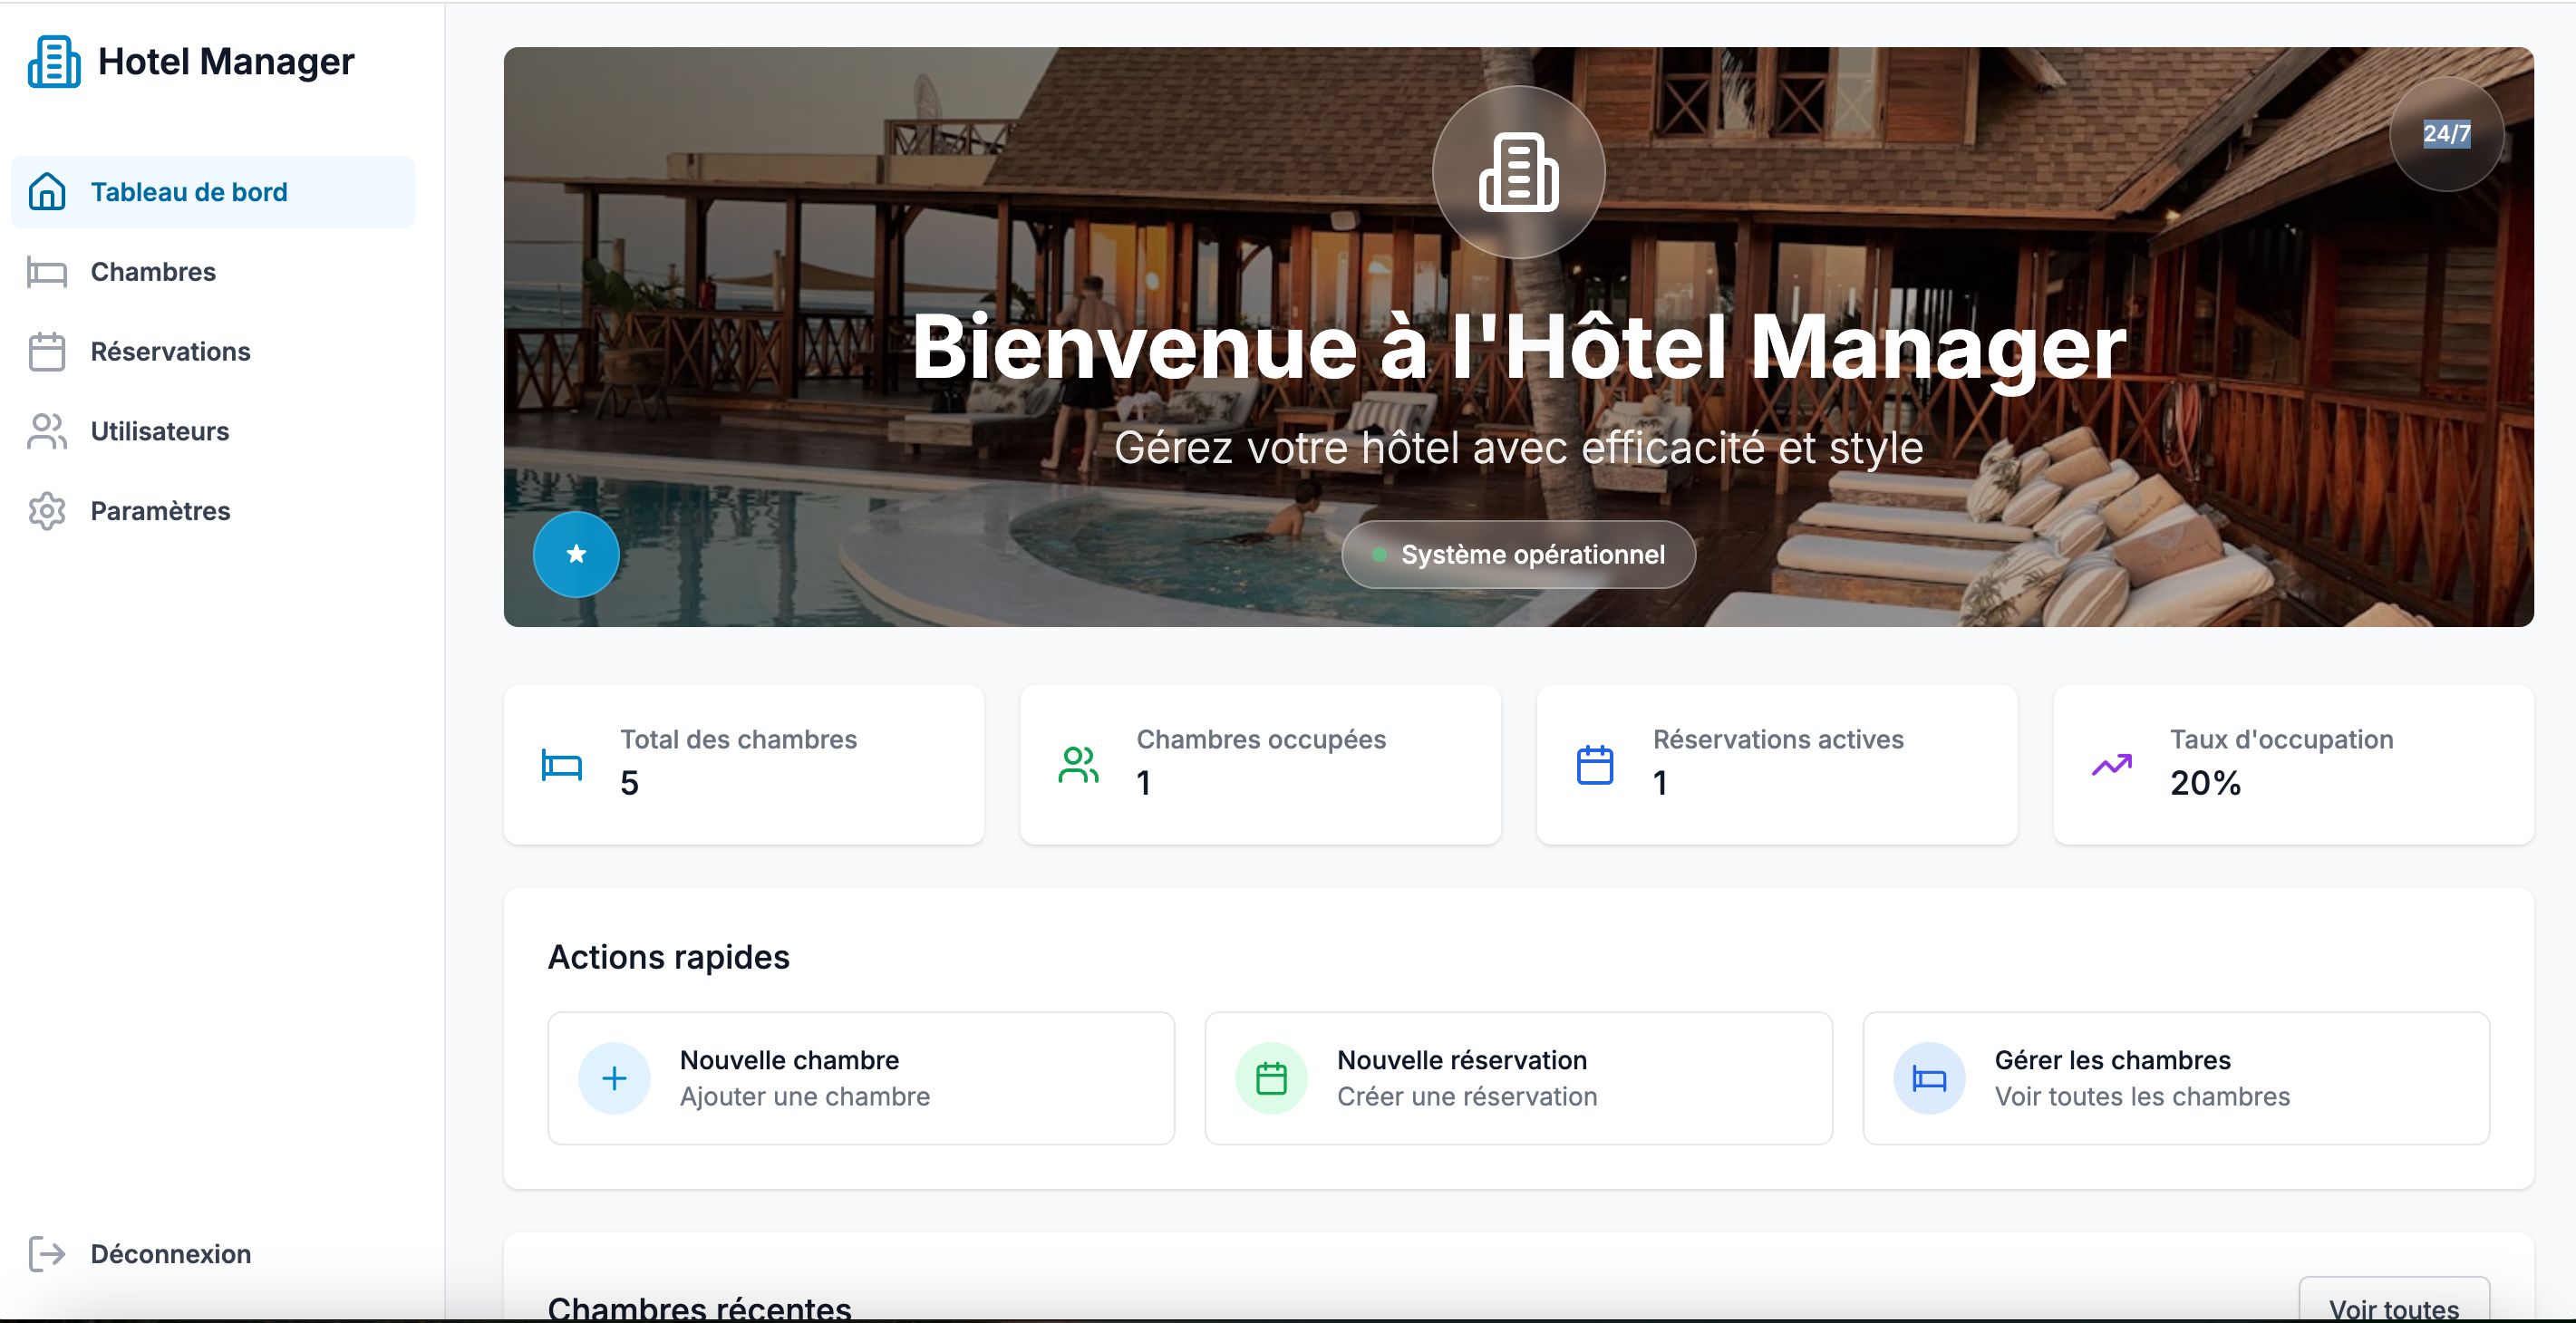 Hotel Manager
Tableau de bord
Chambres
Réservations
Utilisateurs
Paramètres
Déconnexion
24/7
Bienvenue à l'Hôtel Manager
Gérez votre hôtel avec efficacité et style
Système opérationnel
Total des chambres
5
Chambres occupées
1
Réservations actives
1
Taux d'occupation
20%
Actions rapides
Nouvelle chambre
Ajouter une chambre
Nouvelle réservation
Créer une réservation
Gérer les chambres
Voir toutes les chambres
Chambres récentes
Voir toutes